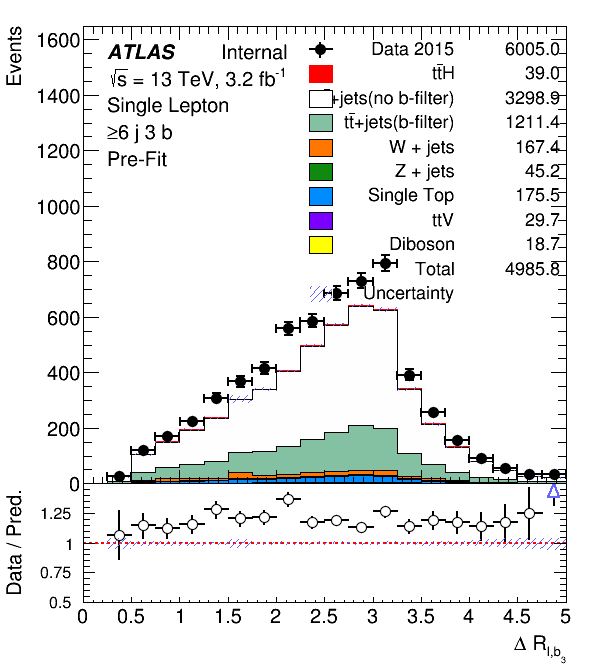 Events
1600
1400
1200
1000
800
600
400
200
0
ATLAS Internal
√s = 13 TeV, 3.2 fb⁻¹
Single Lepton
≥6 j 3 b
Pre-Fit
Data 2015 6005.0
tt̄H 39.0
+jets(no b-filter) 3298.9
tt̄+jets(b-filter) 1211.4
W + jets 167.4
Z + jets 45.2
Single Top 175.5
ttV 29.7
Diboson 18.7
Total 4985.8
Uncertainty
Data / Pred.
1.25
1
0.75
0.5
0 0.5 1 1.5 2 2.5 3 3.5 4 4.5 5
Δ R_{l,b_3}